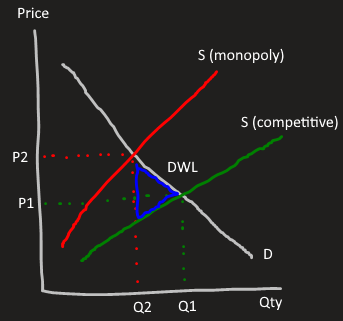 Price
S (monopoly)
S (competitive)
P2
DWL
P1
D
Q2
Q1
Qty